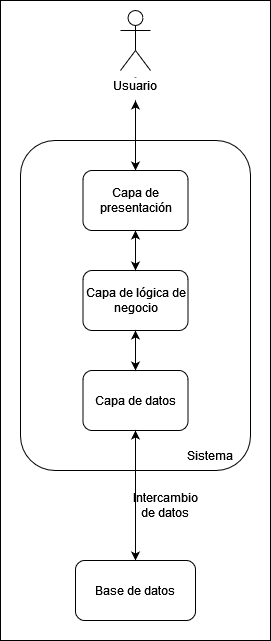 Usuario
Capa de
presentación
Capa de lógica de
negocio
Capa de datos
Sistema
Intercambio
de datos
Base de datos